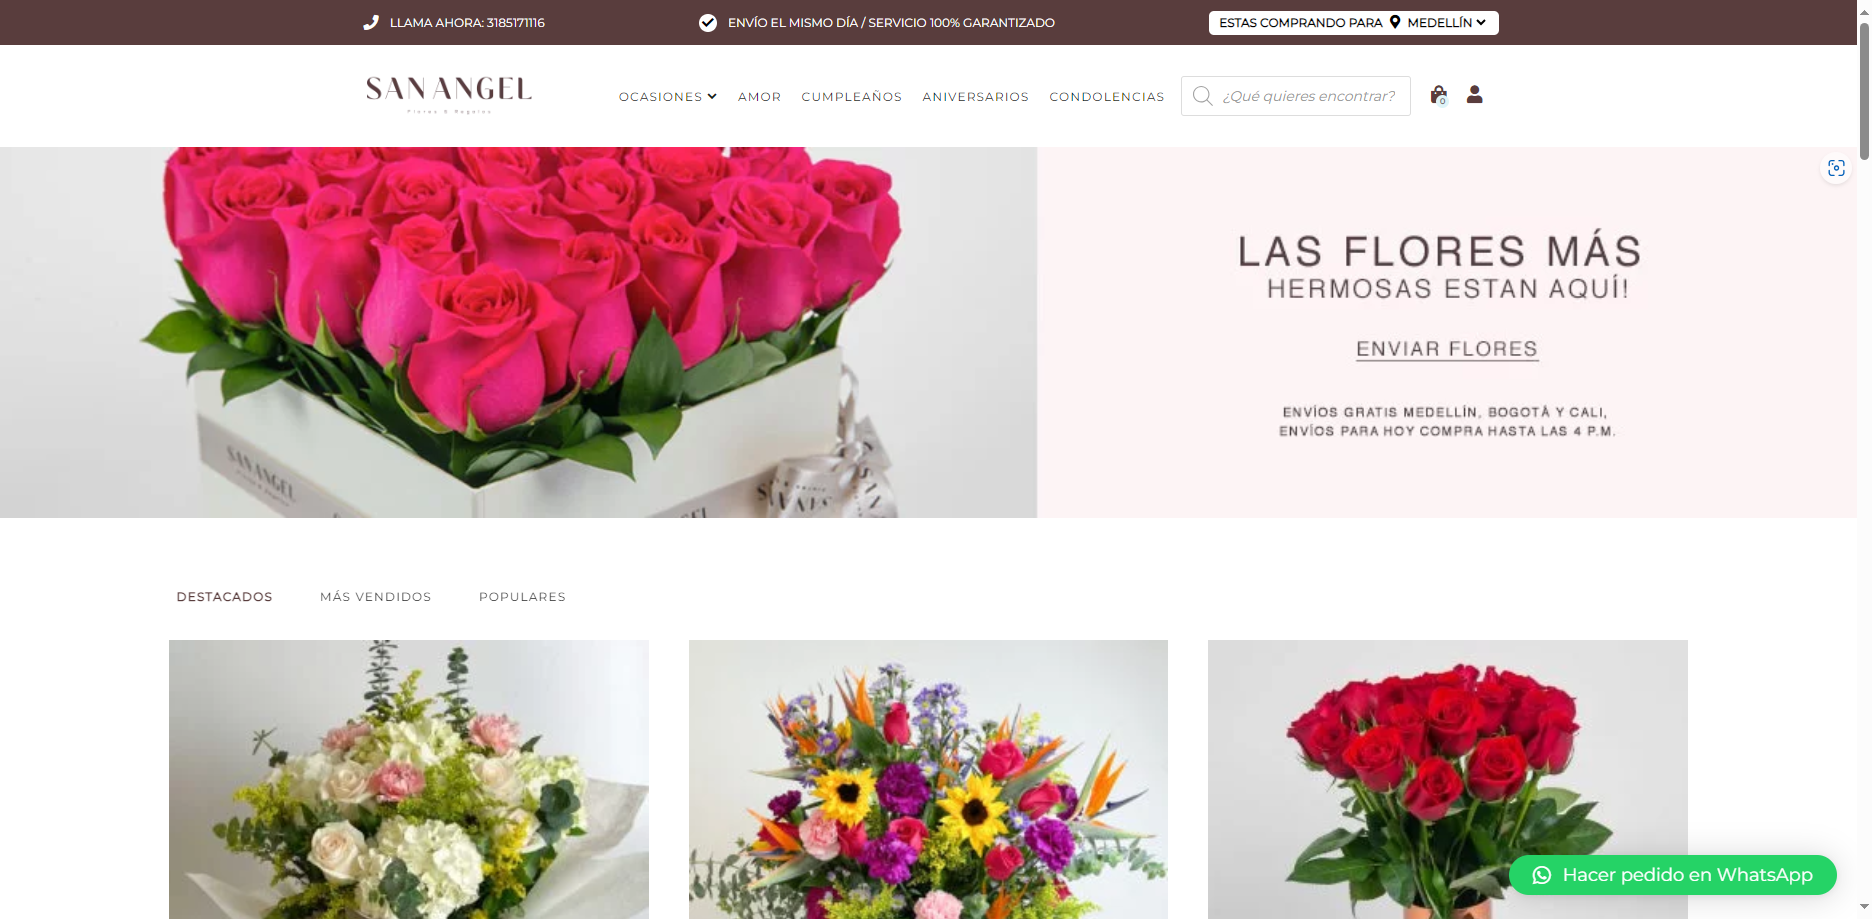 LLAMA AHORA: 3185171116
ENVÍO EL MISMO DÍA / SERVICIO 100% GARANTIZADO
ESTAS COMPRANDO PARA MEDELLÍN
SAN ANGEL
Flores & Regalos
OCASIONES
AMOR
CUMPLEAÑOS
ANIVERSARIOS
CONDOLENCIAS
¿Qué quieres encontrar?
0
LAS FLORES MÁS
HERMOSAS ESTAN AQUÍ!
ENVIAR FLORES
ENVÍOS GRATIS MEDELLÍN, BOGOTÁ Y CALI,
ENVÍOS PARA HOY COMPRA HASTA LAS 4 P.M.
SAN ANGEL
DESTACADOS
MÁS VENDIDOS
POPULARES
Hacer pedido en WhatsApp